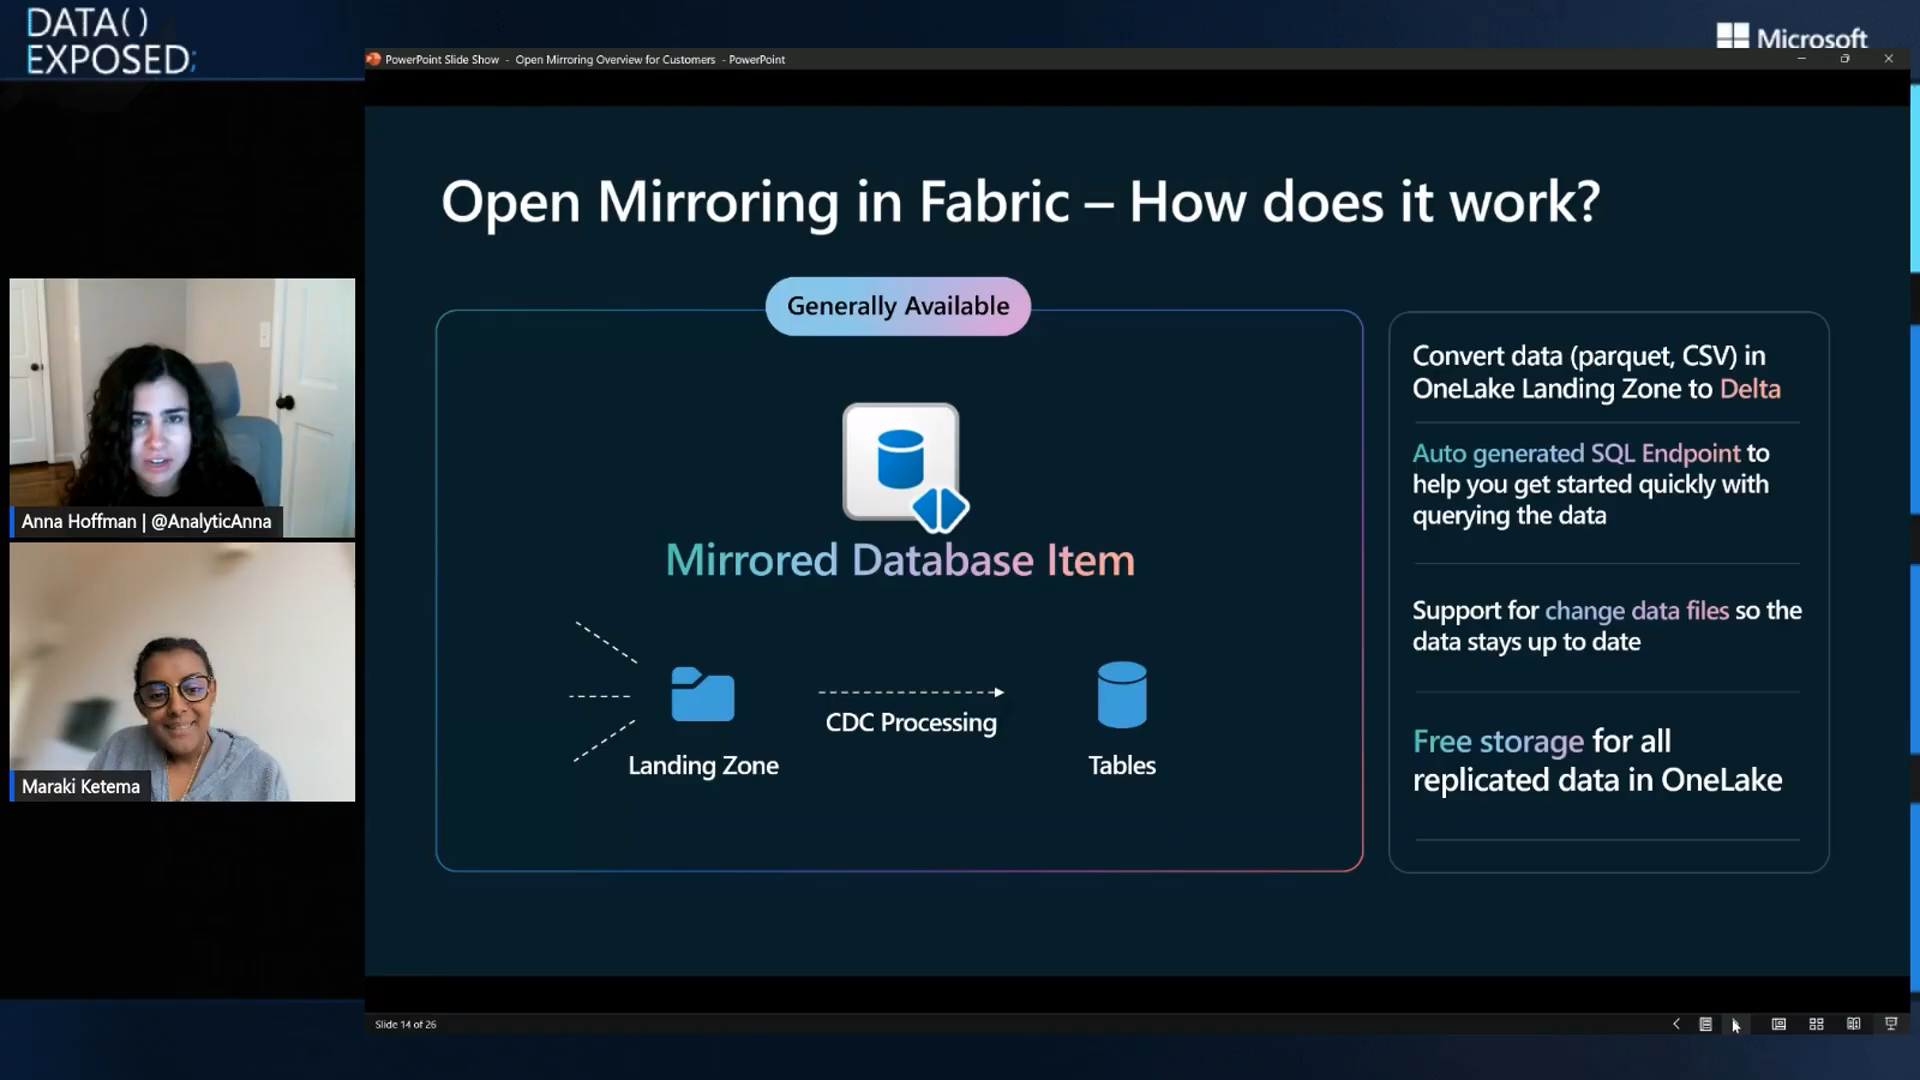 DATA()
EXPOSED;
Microsoft
PowerPoint Slide Show - Open Mirroring Overview for Customers - PowerPoint
Open Mirroring in Fabric – How does it work?
Generally Available
Mirrored Database Item
Landing Zone
CDC Processing
Tables
Convert data (parquet, CSV) in
OneLake Landing Zone to Delta
Auto generated SQL Endpoint to
help you get started quickly with
querying the data
Support for change data files so the
data stays up to date
Free storage for all
replicated data in OneLake
Anna Hoffman | @AnalyticAnna
Maraki Ketema
Slide 14 of 26